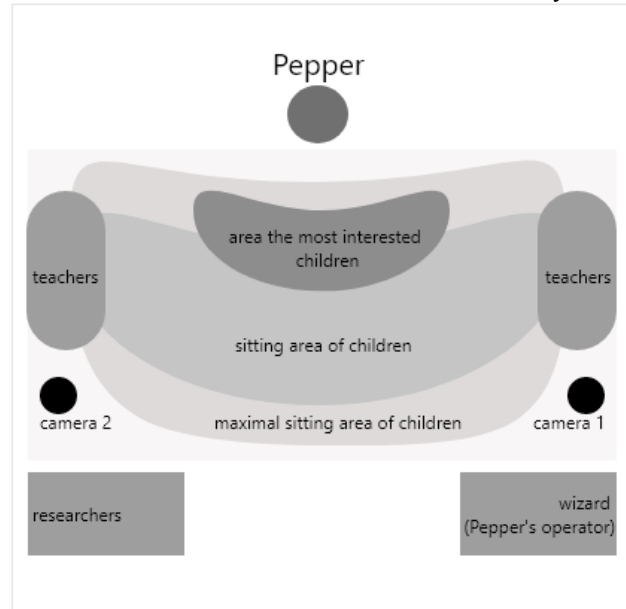 Pepper
area the most interested
children
teachers
teachers
sitting area of children
camera 2
maximal sitting area of children
camera 1
researchers
wizard
(Pepper's operator)